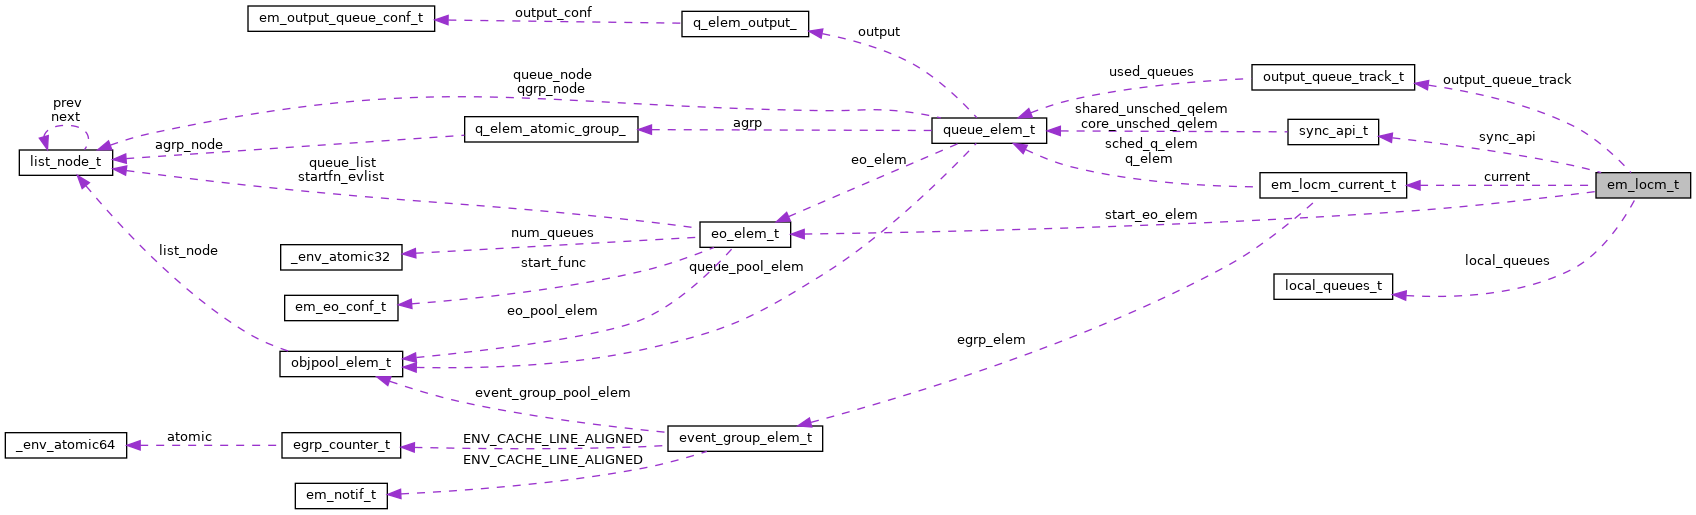 em_output_queue_conf_t
output_conf
q_elem_output_
output
queue_node
qgrp_node
used_queues
output_queue_track_t
output_queue_track
prev
next
q_elem_atomic_group_
agrp
queue_elem_t
shared_unsched_qelem
core_unsched_qelem
sync_api_t
sync_api
agrp_node
list_node_t
queue_list
startfn_evlist
eo_elem
sched_q_elem
q_elem
em_locm_current_t
current
em_locm_t
start_eo_elem
eo_elem_t
num_queues
_env_atomic32
list_node
start_func
queue_pool_elem
local_queues
local_queues_t
em_eo_conf_t
eo_pool_elem
egrp_elem
objpool_elem_t
event_group_pool_elem
_env_atomic64
atomic
egrp_counter_t
ENV_CACHE_LINE_ALIGNED
event_group_elem_t
ENV_CACHE_LINE_ALIGNED
em_notif_t